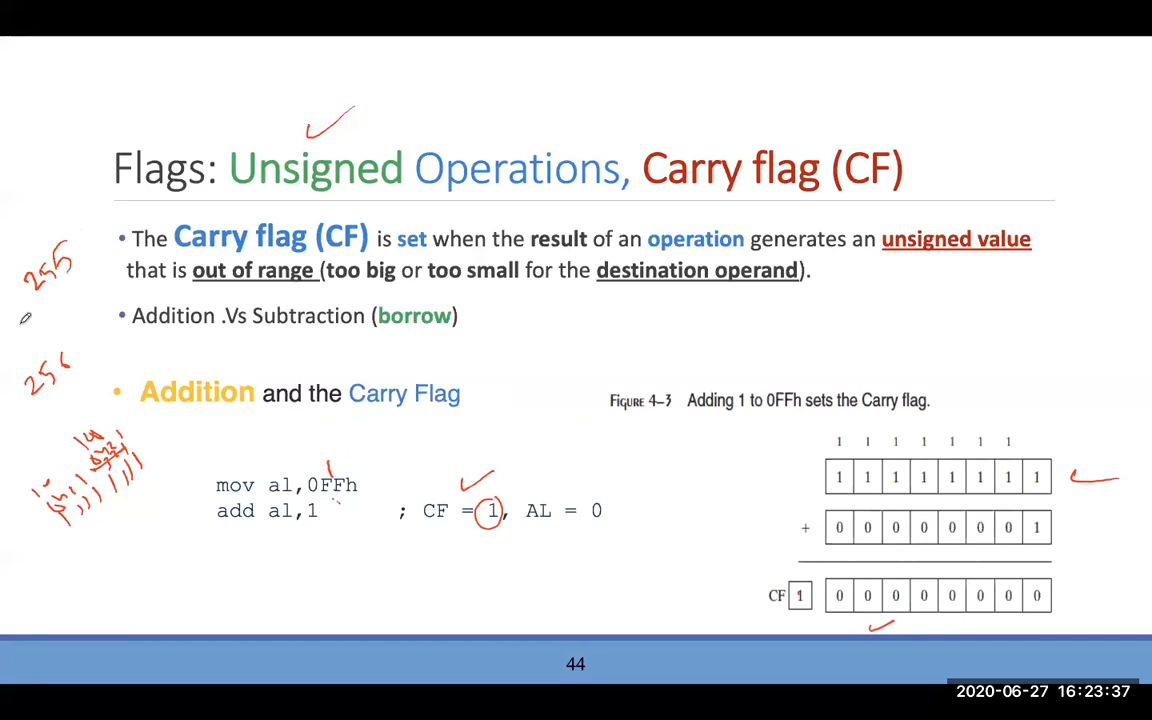 Flags: Unsigned Operations, Carry flag (CF)
• The Carry flag (CF) is set when the result of an operation generates an unsigned value
that is out of range (too big or too small for the destination operand).
255
• Addition .Vs Subtraction (borrow)
256
• Addition and the Carry Flag
FIGURE 4–3 Adding 1 to 0FFh sets the Carry flag.
1 1 1 1 1 1 1
1 1 1 1 1 1 1 1
mov al,0FFh
add al,1 ; CF = 1, AL = 0
+ 0 0 0 0 0 0 0 1
CF 1 0 0 0 0 0 0 0 0
44
2020-06-27 16:23:37